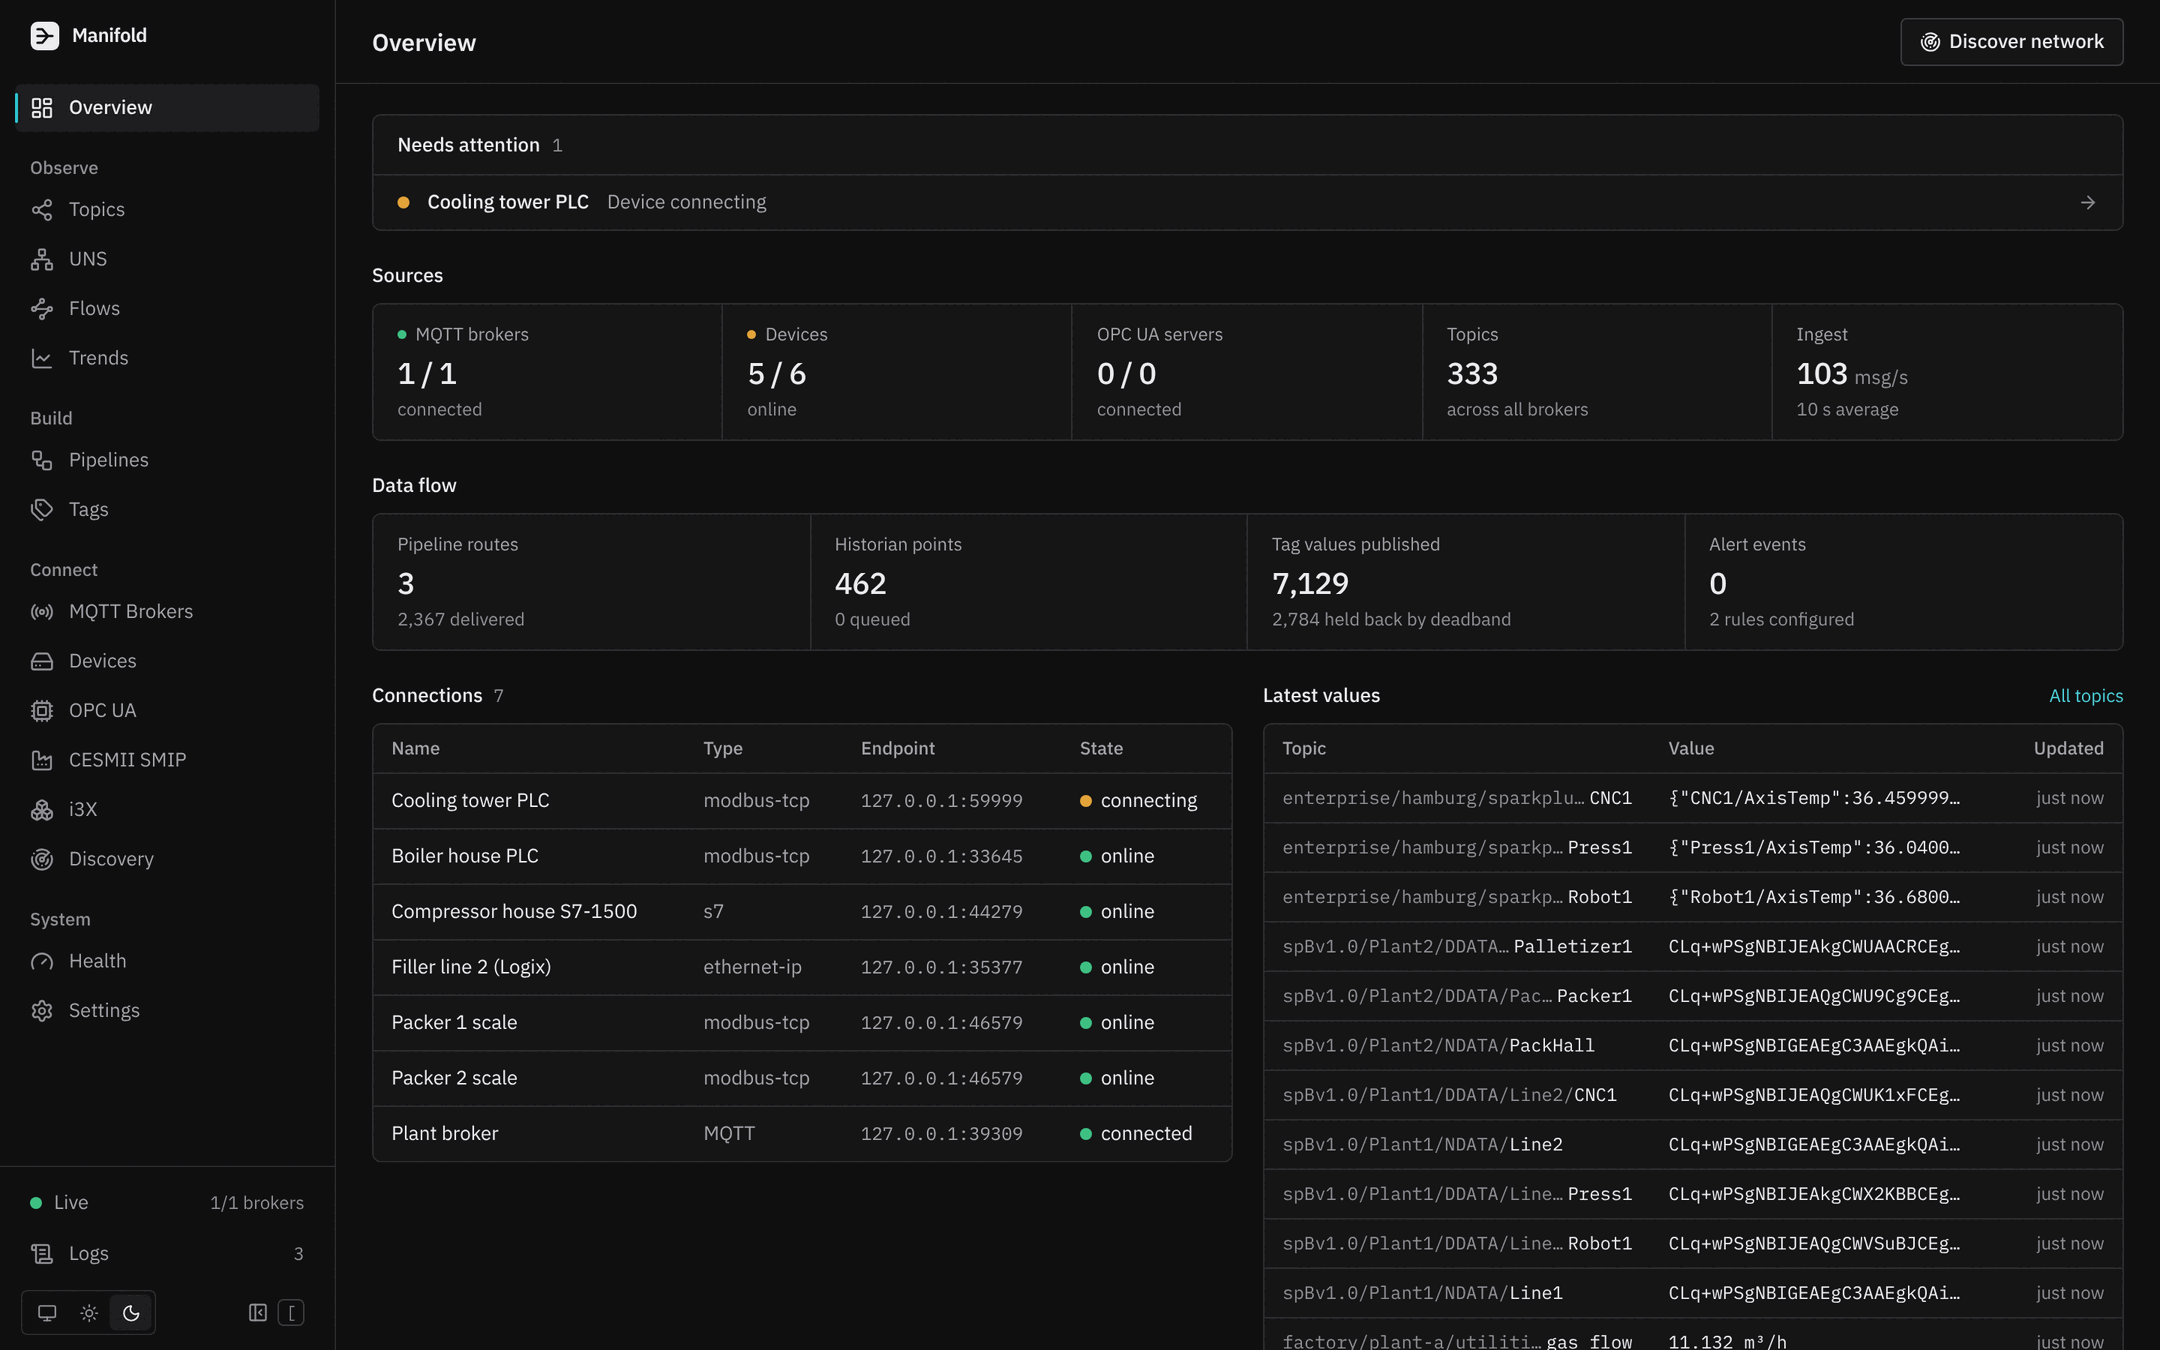 Manifold
Overview
Observe
Topics
UNS
Flows
Trends
Build
Pipelines
Tags
Connect
MQTT Brokers
Devices
OPC UA
CESMII SMIP
i3X
Discovery
System
Health
Settings
Live 1/1 brokers
Logs 3
[
Overview
Discover network
Needs attention 1
Cooling tower PLC Device connecting
Sources
MQTT brokers
1 / 1
connected
Devices
5 / 6
online
OPC UA servers
0 / 0
connected
Topics
333
across all brokers
Ingest
103 msg/s
10 s average
Data flow
Pipeline routes
3
2,367 delivered
Historian points
462
0 queued
Tag values published
7,129
2,784 held back by deadband
Alert events
0
2 rules configured
Connections 7
Name Type Endpoint State
Cooling tower PLC modbus-tcp 127.0.0.1:59999 connecting
Boiler house PLC modbus-tcp 127.0.0.1:33645 online
Compressor house S7-1500 s7 127.0.0.1:44279 online
Filler line 2 (Logix) ethernet-ip 127.0.0.1:35377 online
Packer 1 scale modbus-tcp 127.0.0.1:46579 online
Packer 2 scale modbus-tcp 127.0.0.1:46579 online
Plant broker MQTT 127.0.0.1:39309 connected
Latest values All topics
Topic Value Updated
enterprise/hamburg/sparkplu… CNC1 {"CNC1/AxisTemp":36.459999… just now
enterprise/hamburg/sparkp… Press1 {"Press1/AxisTemp":36.0400… just now
enterprise/hamburg/sparkp… Robot1 {"Robot1/AxisTemp":36.6800… just now
spBv1.0/Plant2/DDATA… Palletizer1 CLq+wPSgNBIJEAkgCWUAACRCEg… just now
spBv1.0/Plant2/DDATA/Pac… Packer1 CLq+wPSgNBIJEAQgCWU9Cg9CEg… just now
spBv1.0/Plant2/NDATA/PackHall CLq+wPSgNBIGEAEgC3AAEgkQAi… just now
spBv1.0/Plant1/DDATA/Line2/CNC1 CLq+wPSgNBIJEAQgCWUK1xFCEg… just now
spBv1.0/Plant1/NDATA/Line2 CLq+wPSgNBIGEAEgC3AAEgkQAi… just now
spBv1.0/Plant1/DDATA/Line… Press1 CLq+wPSgNBIJEAkgCWX2KBBCEg… just now
spBv1.0/Plant1/DDATA/Line… Robot1 CLq+wPSgNBIJEAQgCWVSuBJCEg… just now
spBv1.0/Plant1/NDATA/Line1 CLq+wPSgNBIGEAEgC3AAEgkQAi… just now
factory/plant-a/utiliti… gas flow 11.132 m³/h just now